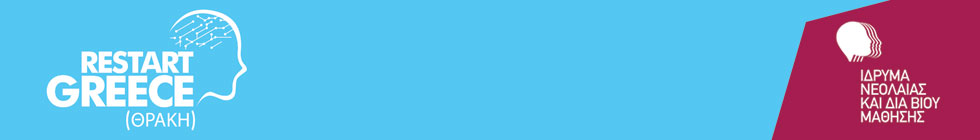 RESTART
GREECE
(ΘΡΑΚΗ)
ΙΔΡΥΜΑ
ΝΕΟΛΑΙΑΣ
ΚΑΙ ΔΙΑ ΒΙΟΥ
ΜΑΘΗΣΗΣ